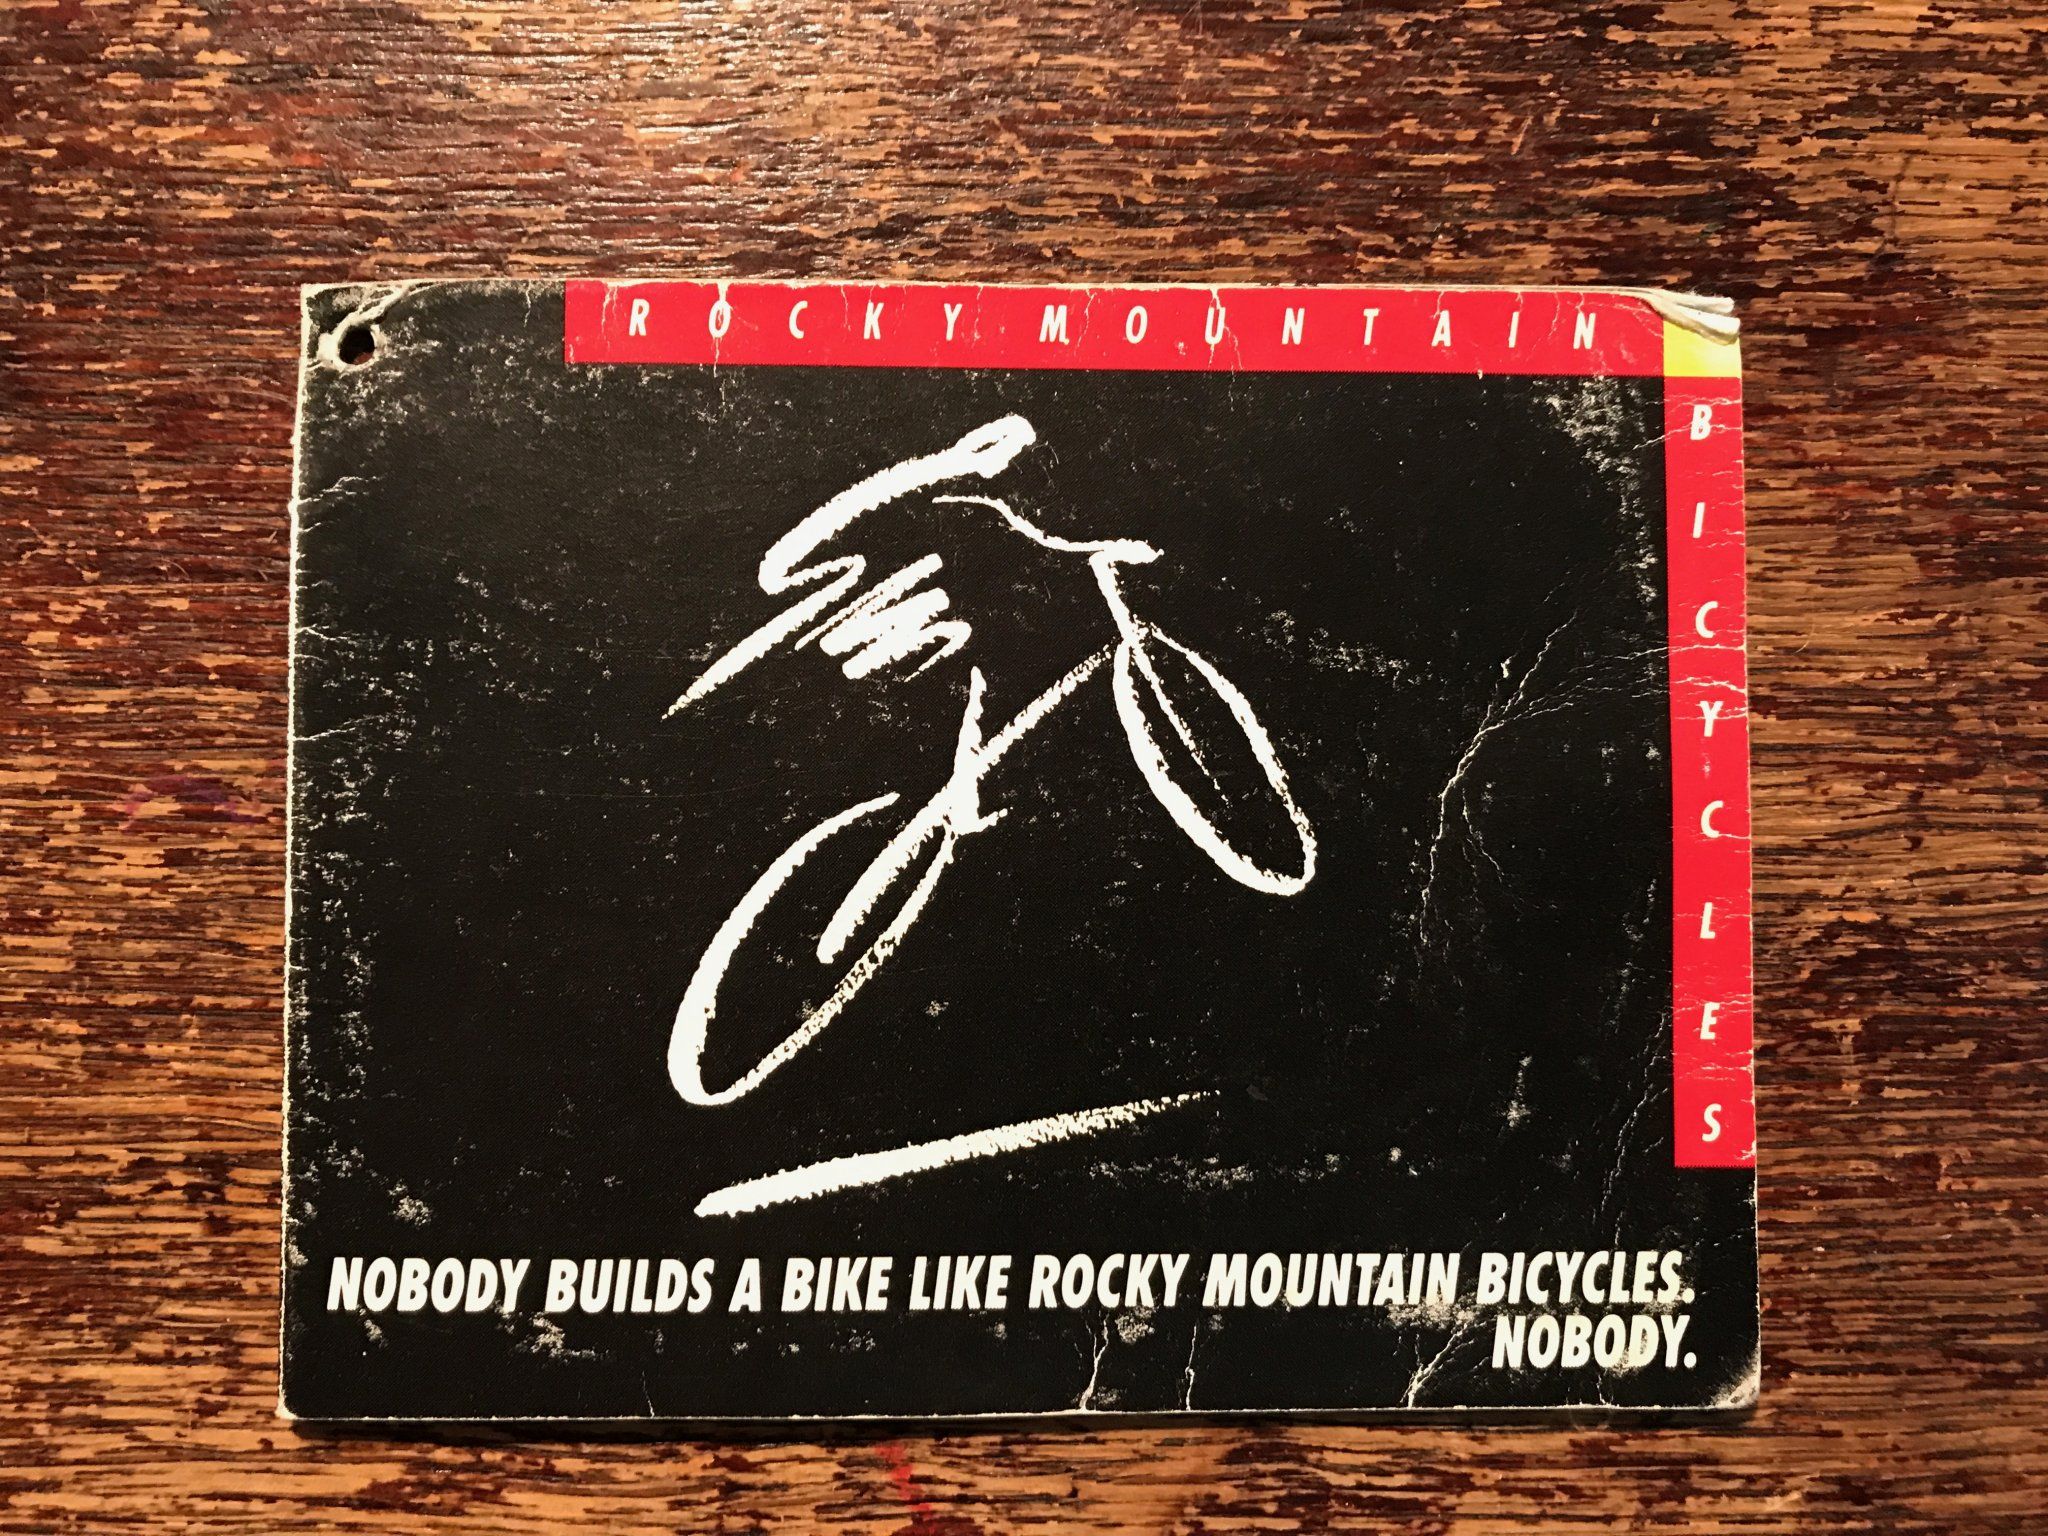 ROCKY MOUNTAIN
BICYCLES
NOBODY BUILDS A BIKE LIKE ROCKY MOUNTAIN BICYCLES.
NOBODY.